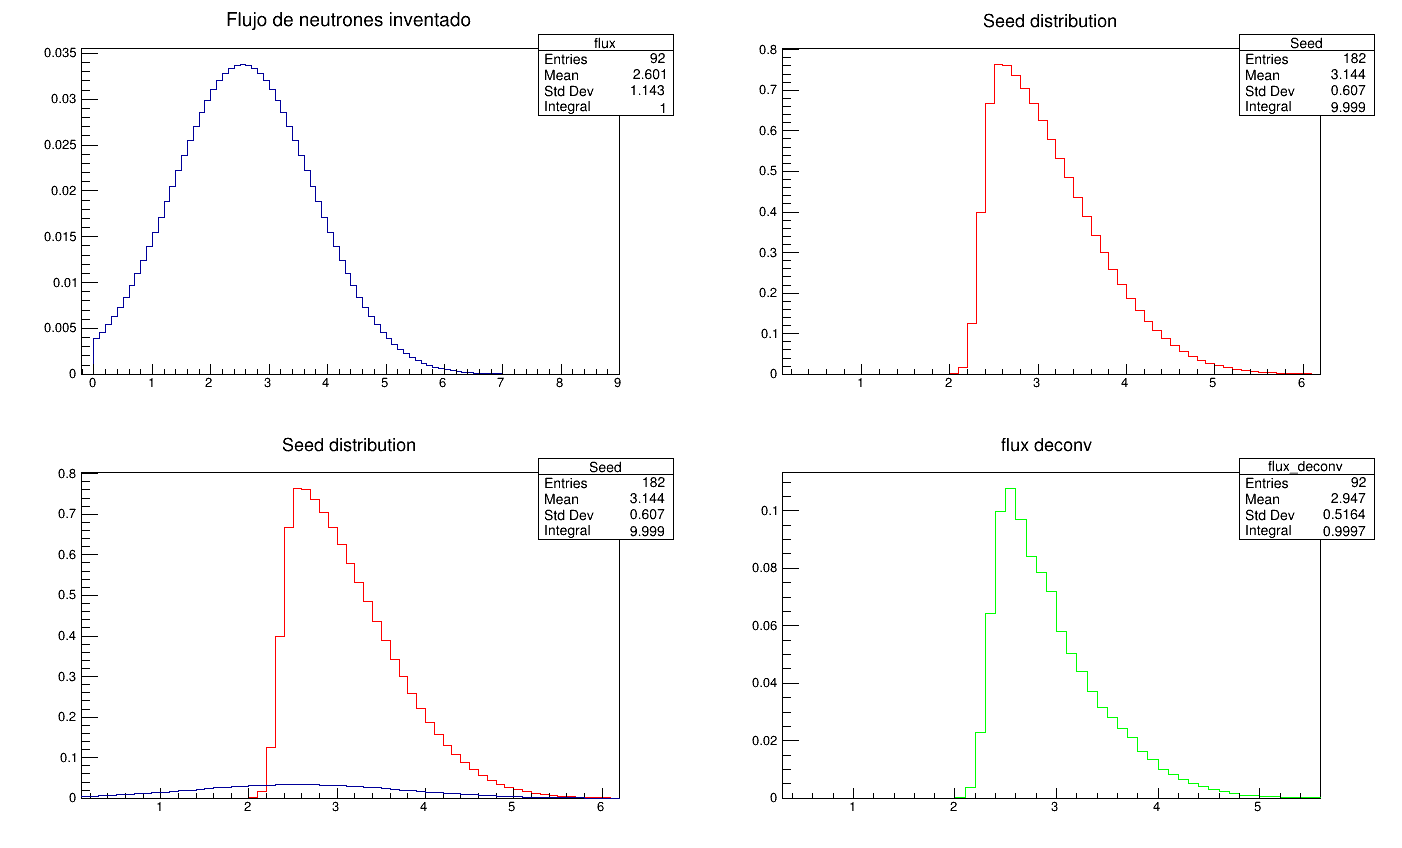 Flujo de neutrones inventado
flux
Entries 92
Mean 2.601
Std Dev 1.143
Integral 1
0.035
0.03
0.025
0.02
0.015
0.01
0.005
0
0 1 2 3 4 5 6 7 8 9
Seed distribution
Seed
Entries 182
Mean 3.144
Std Dev 0.607
Integral 9.999
0.8
0.7
0.6
0.5
0.4
0.3
0.2
0.1
0
1 2 3 4 5 6
Seed distribution
Seed
Entries 182
Mean 3.144
Std Dev 0.607
Integral 9.999
0.8
0.7
0.6
0.5
0.4
0.3
0.2
0.1
0
1 2 3 4 5 6
flux deconv
flux_deconv
Entries 92
Mean 2.947
Std Dev 0.5164
Integral 0.9997
0.1
0.08
0.06
0.04
0.02
0
1 2 3 4 5